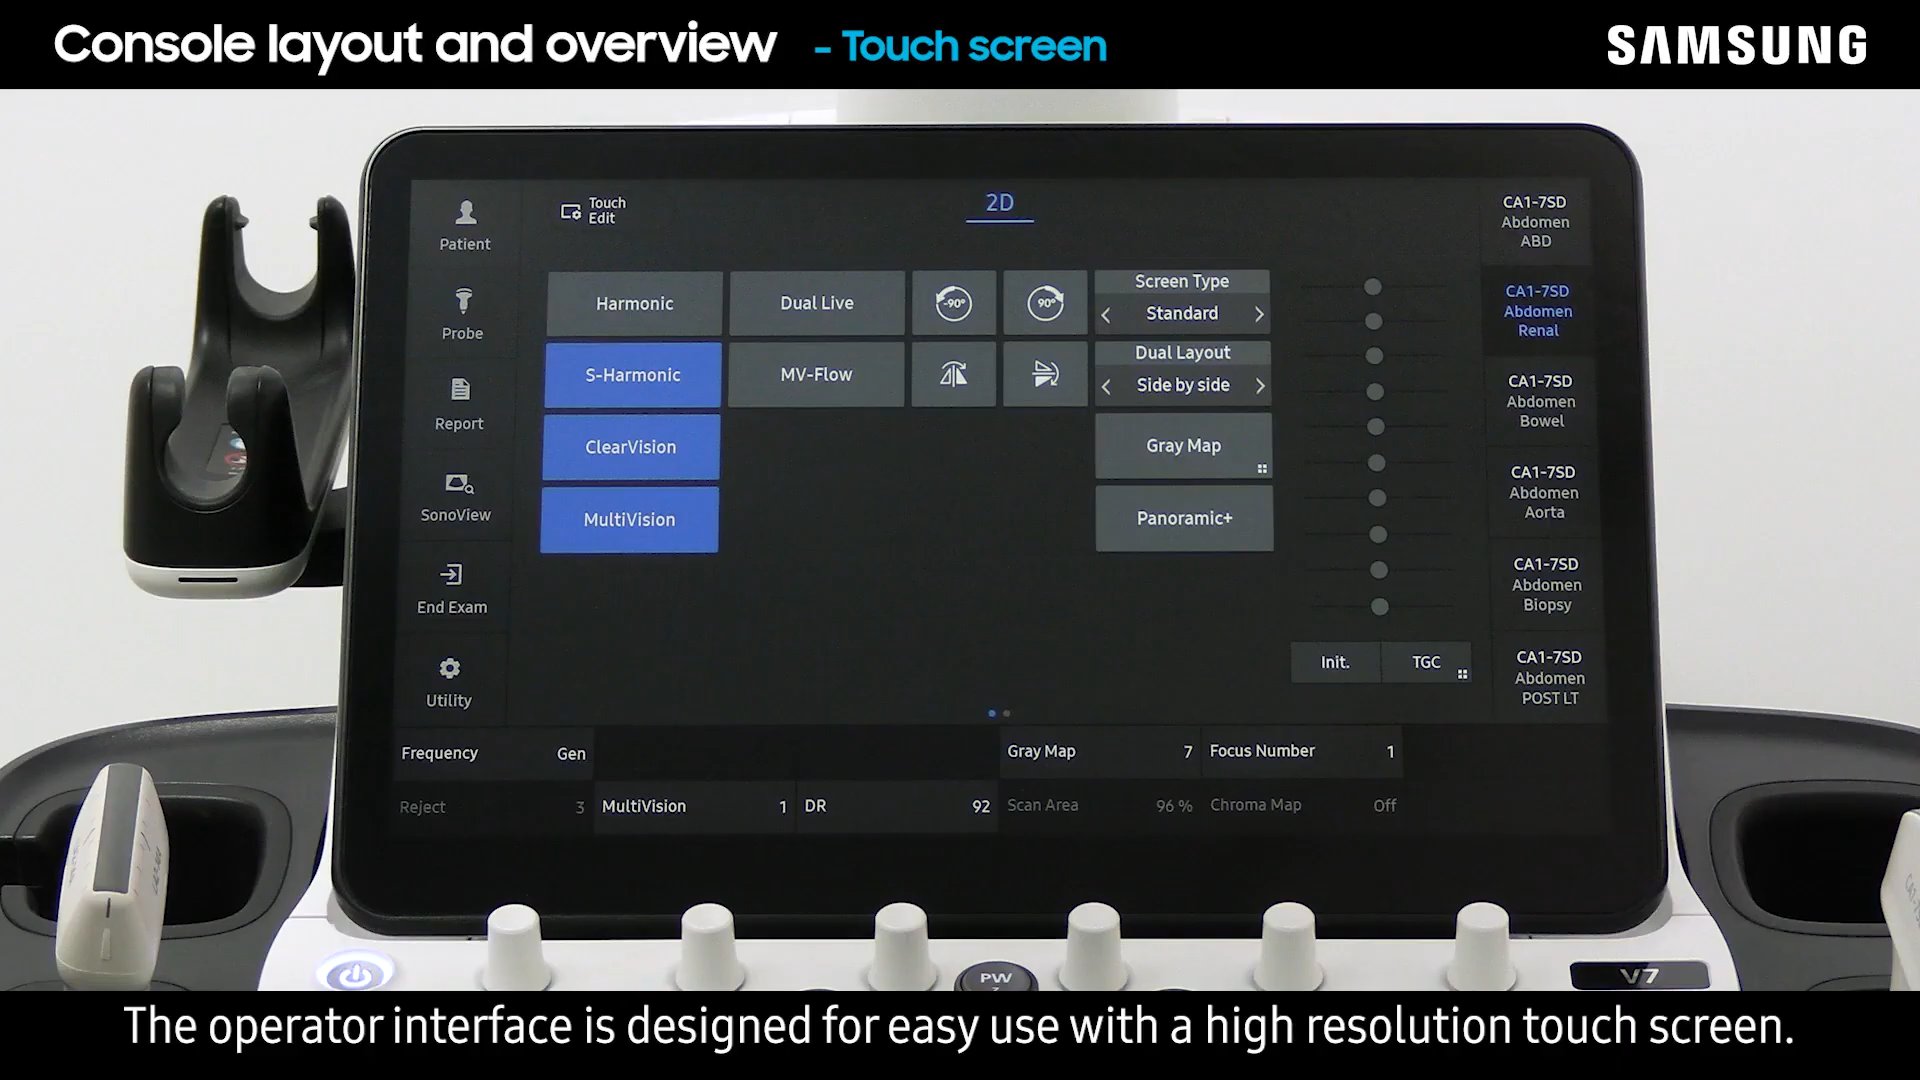 Console layout and overview - Touch screen
SAMSUNG
Patient
Probe
Report
SonoView
End Exam
Utility
Touch
Edit
2D
Harmonic
Dual Live
-90°
90°
Screen Type
Standard
S-Harmonic
MV-Flow
Dual Layout
Side by side
ClearVision
Gray Map
MultiVision
Panoramic+
Init.
TGC
CA1-7SD
Abdomen
ABD
CA1-7SD
Abdomen
Renal
CA1-7SD
Abdomen
Bowel
CA1-7SD
Abdomen
Aorta
CA1-7SD
Abdomen
Biopsy
CA1-7SD
Abdomen
POST LT
Frequency Gen
Gray Map 7
Focus Number 1
Reject 3
MultiVision 1
DR 92
Scan Area 96 %
Chroma Map Off
PW
V7
The operator interface is designed for easy use with a high resolution touch screen.